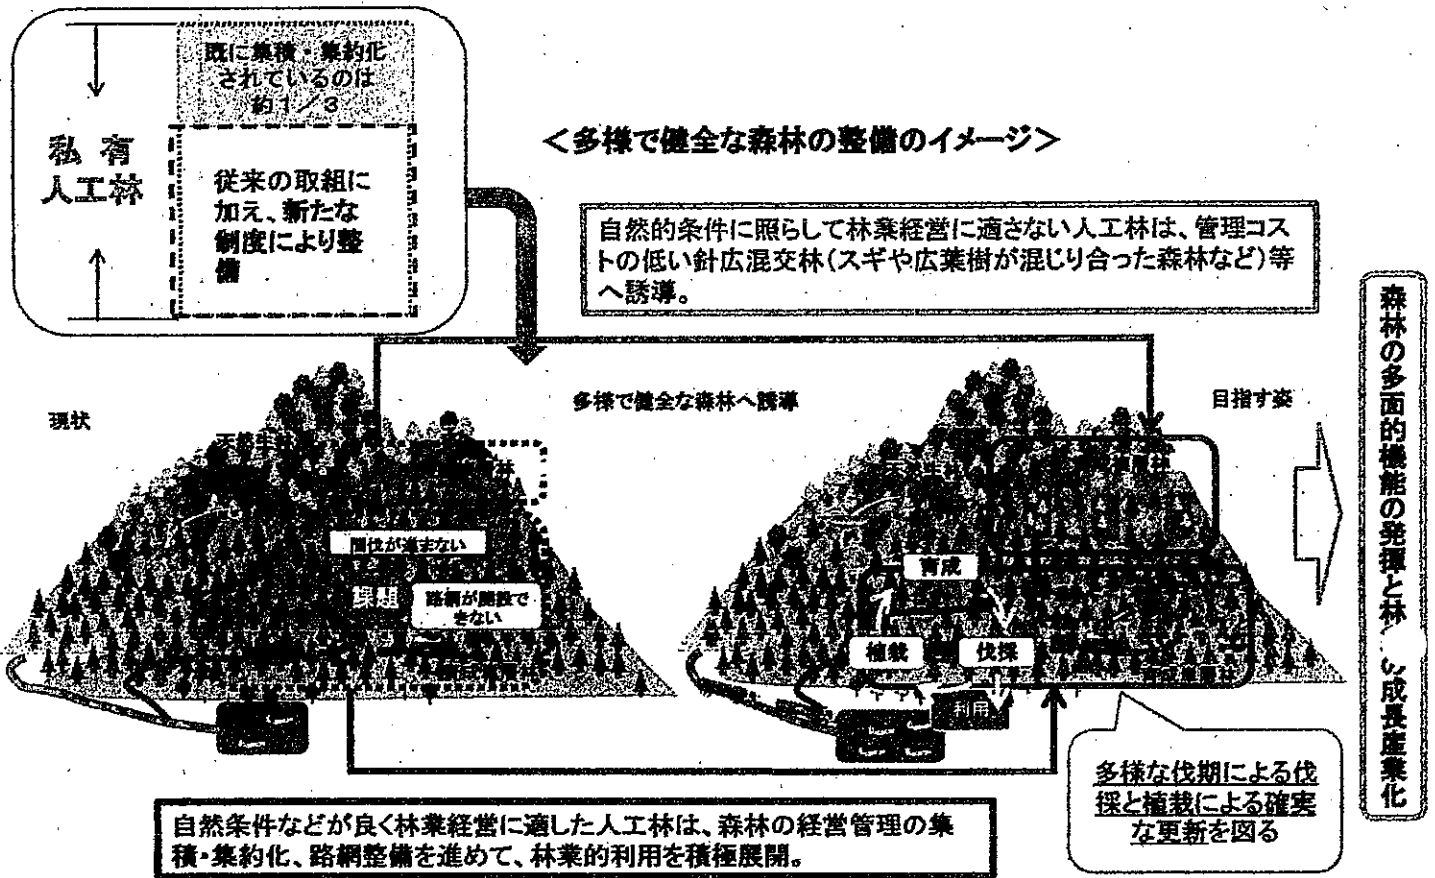 既に集積・集約化
されているのは
約1/3
私有
人工林
従来の取組に
加え、新たな
制度により整
備
＜多様で健全な森林の整備のイメージ＞
自然的条件に照らして林業経営に適さない人工林は、管理コス
トの低い針広混交林（スギや広葉樹が混じり合った森林など）等
へ誘導。
現状
多様で健全な森林へ誘導
目指す姿
天然生林
間伐が進まない
課題
路網が開設で
きない
育成
植栽
伐採
利用
多様な伐期による伐
採と植栽による確実
な更新を図る
自然条件などが良く林業経営に適した人工林は、森林の経営管理の集
積・集約化、路網整備を進めて、林業的利用を積極展開。
森林の多面的機能の発揮と林 の成長産業化